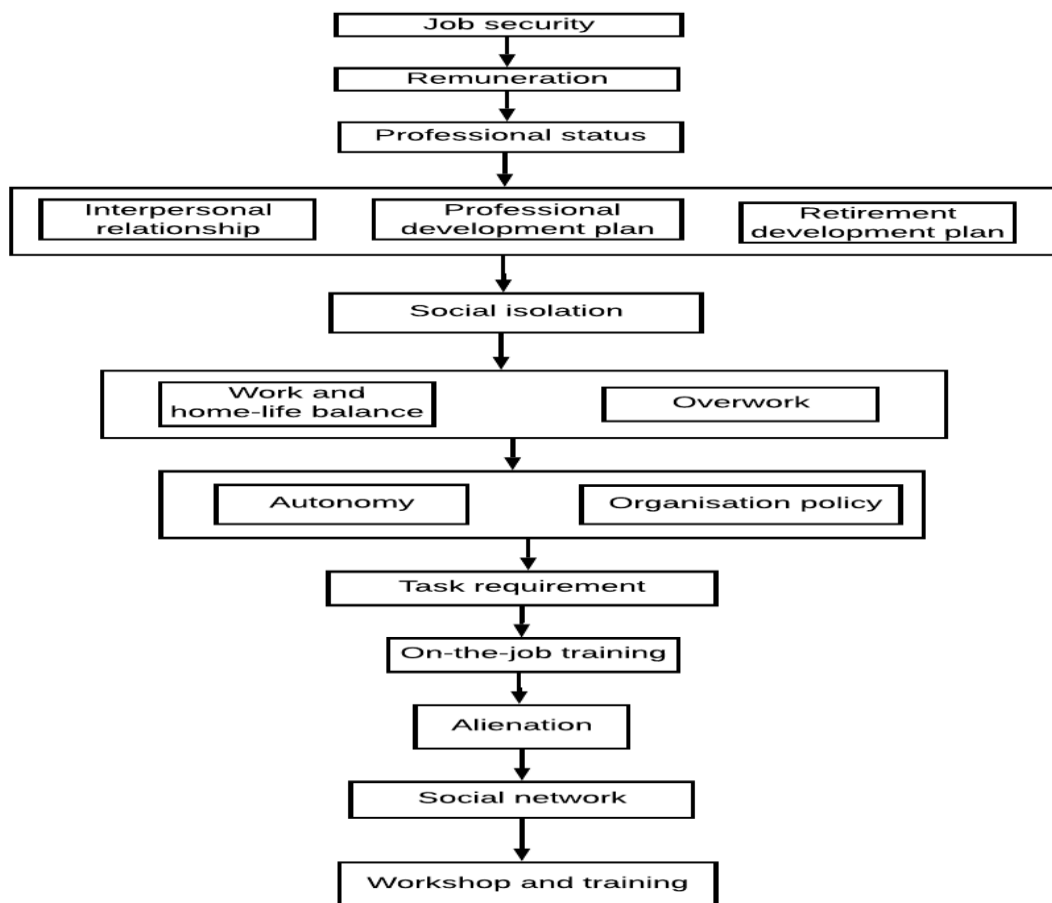 Job security
Remuneration
Professional status
Interpersonal
relationship
Professional
development plan
Retirement
development plan
Social isolation
Work and
home-life balance
Overwork
Autonomy
Organisation policy
Task requirement
On-the-job training
Alienation
Social network
Workshop and training